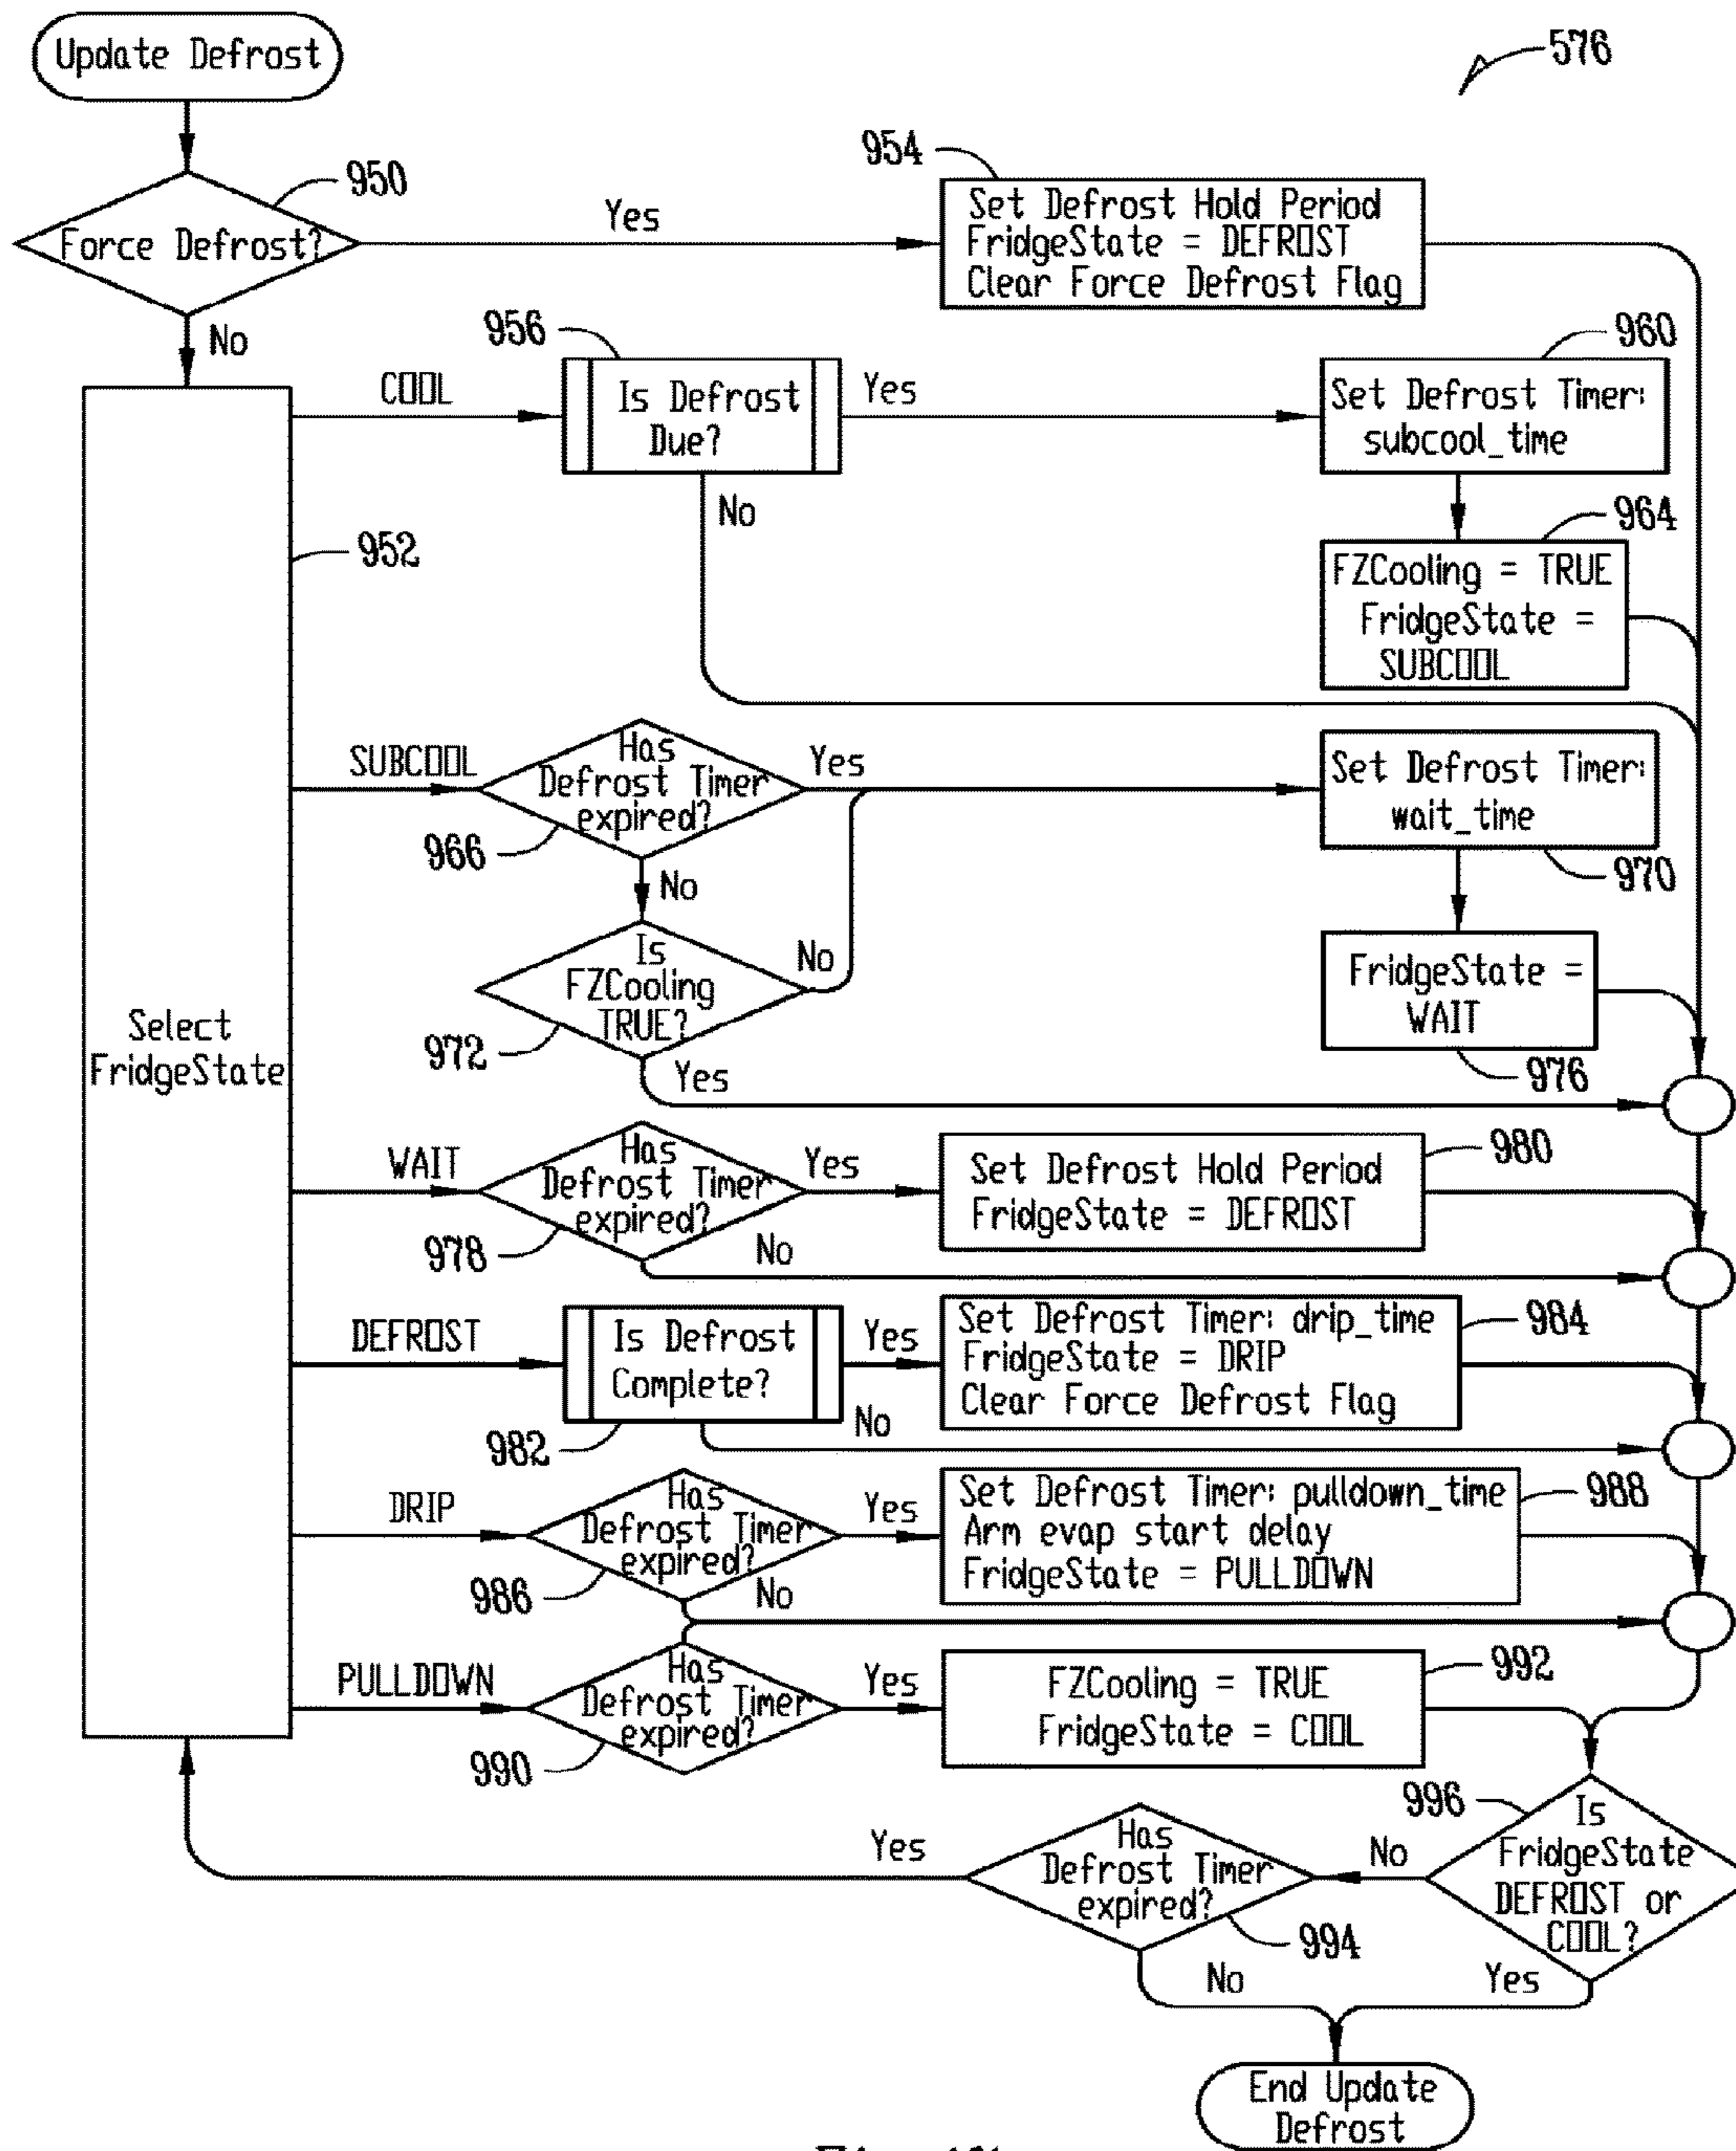 Update Defrost
576
950
Force Defrost?
Yes
954
Set Defrost Hold Period
FridgeState = DEFROST
Clear Force Defrost Flag
No
952
Select
FridgeState
COOL
956
Is Defrost
Due?
Yes
No
960
Set Defrost Timer:
subcool_time
964
FZCooling = TRUE
FridgeState =
SUBCOOL
SUBCOOL
Has
Defrost Timer
expired?
966
Yes
No
Is
FZCooling
TRUE?
972
No
Yes
Set Defrost Timer:
wait_time
970
FridgeState =
WAIT
976
WAIT
Has
Defrost Timer
expired?
978
Yes
No
Set Defrost Hold Period
FridgeState = DEFROST
980
DEFROST
Is Defrost
Complete?
982
Yes
No
Set Defrost Timer: drip_time
FridgeState = DRIP
Clear Force Defrost Flag
984
DRIP
Has
Defrost Timer
expired?
986
Yes
No
Set Defrost Timer: pulldown_time
Arm evap start delay
FridgeState = PULLDOWN
988
PULLDOWN
Has
Defrost Timer
expired?
990
Yes
FZCooling = TRUE
FridgeState = COOL
992
996
Is
FridgeState
DEFROST or
COOL?
No
Yes
Has
Defrost Timer
expired?
994
Yes
No
End Update
Defrost